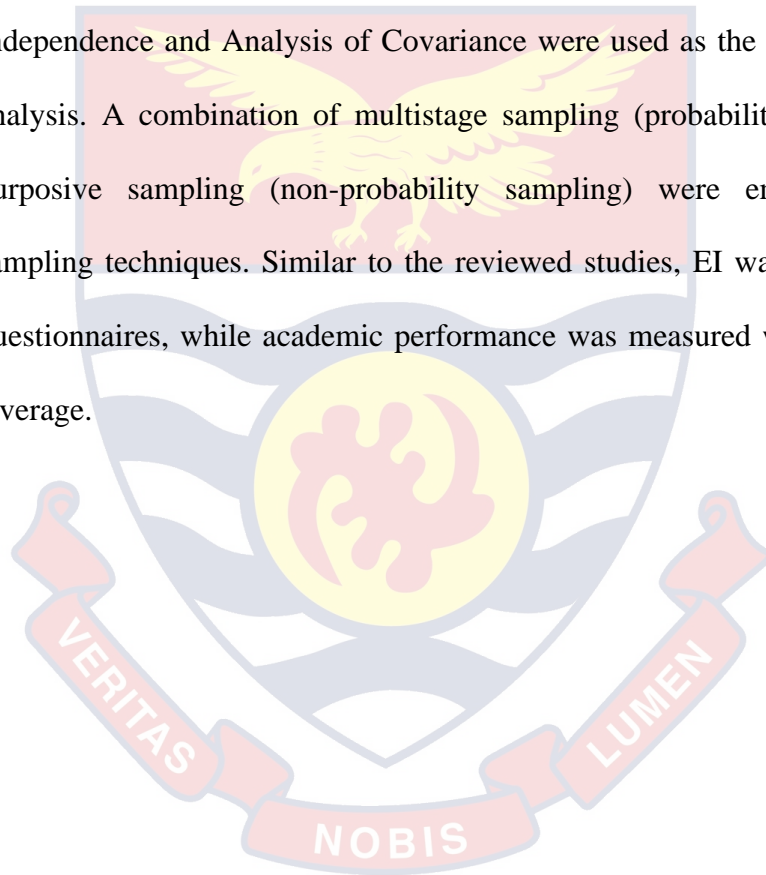 ndependence and Analysis of Covariance were used as the
nalysis. A combination of multistage sampling (probabilit
urposive sampling (non-probability sampling) were en
ampling techniques. Similar to the reviewed studies, EI wa
uestionnaires, while academic performance was measured v
verage.
VERITAS
NOBIS
LUMEN